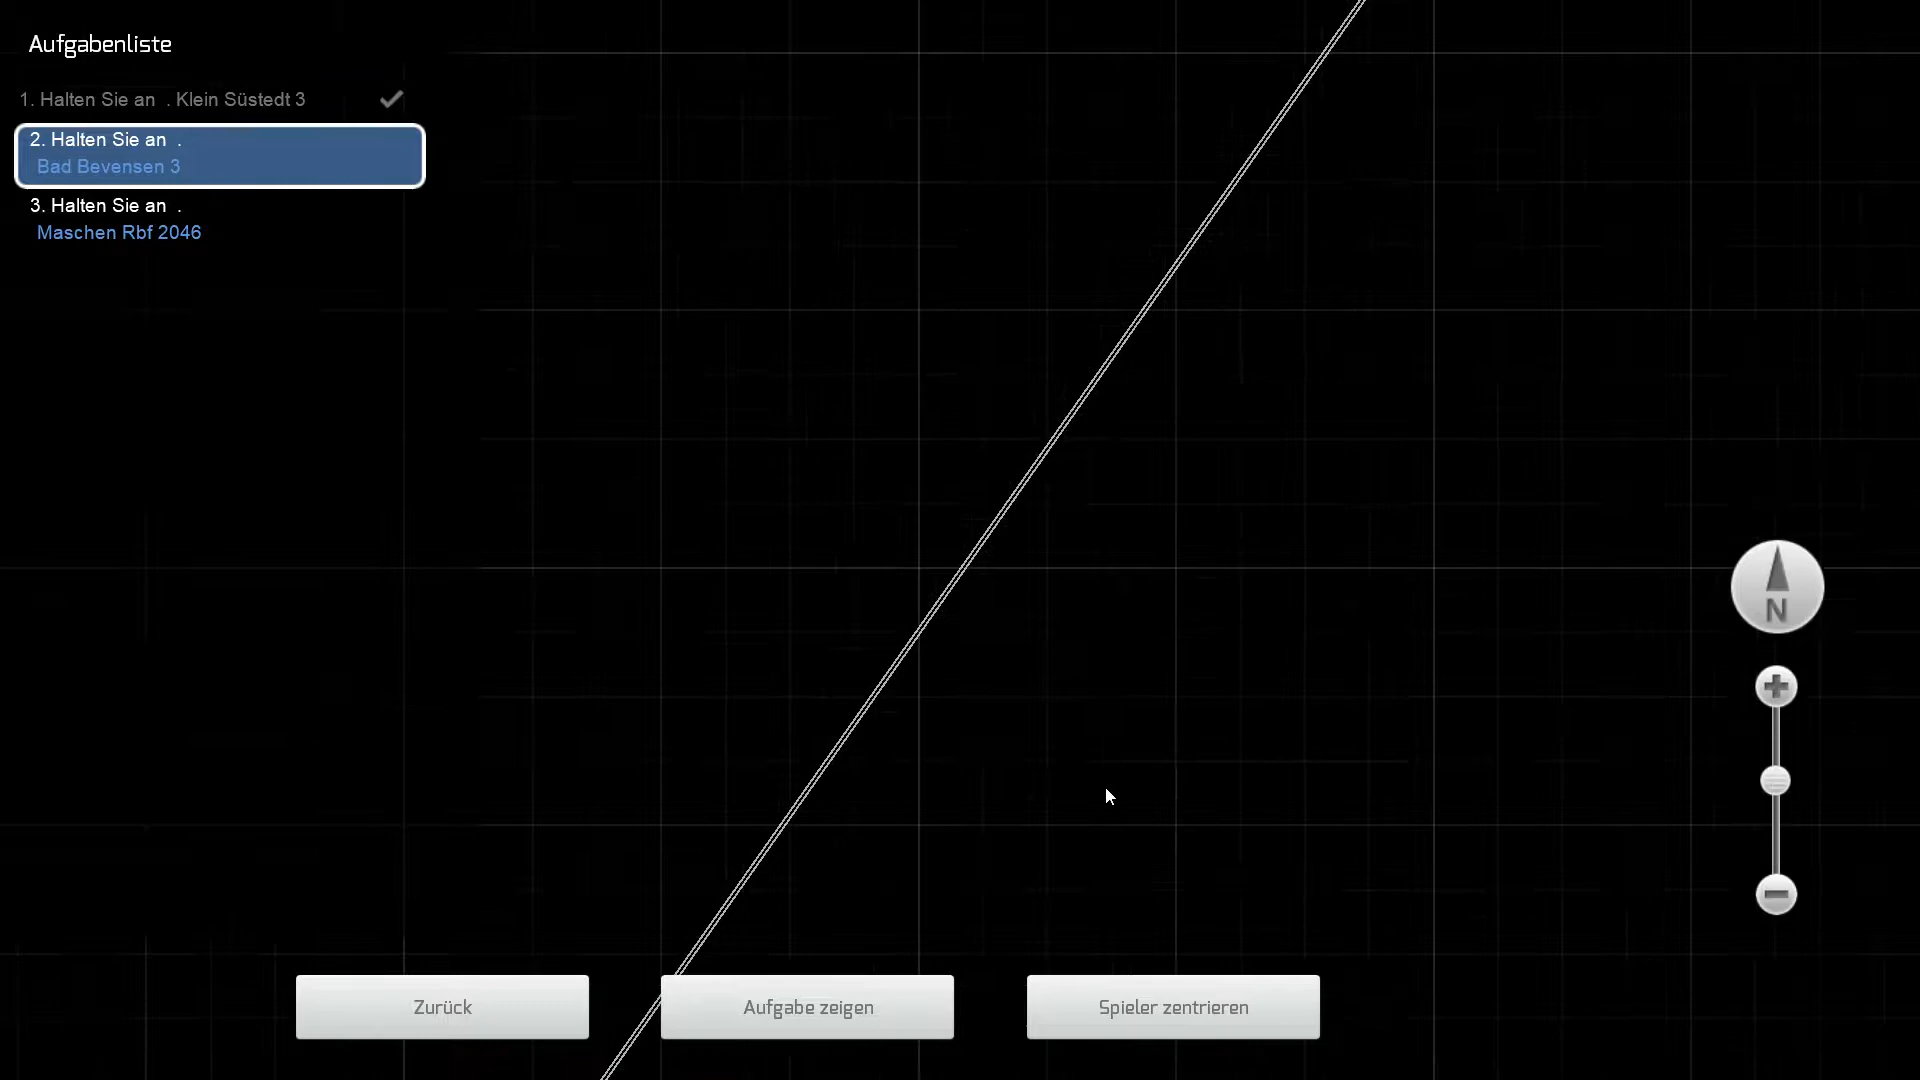 Aufgabenliste
1. Halten Sie an . Klein Süstedt 3
2. Halten Sie an .
Bad Bevensen 3
3. Halten Sie an .
Maschen Rbf 2046
N
Zurück
Aufgabe zeigen
Spieler zentrieren